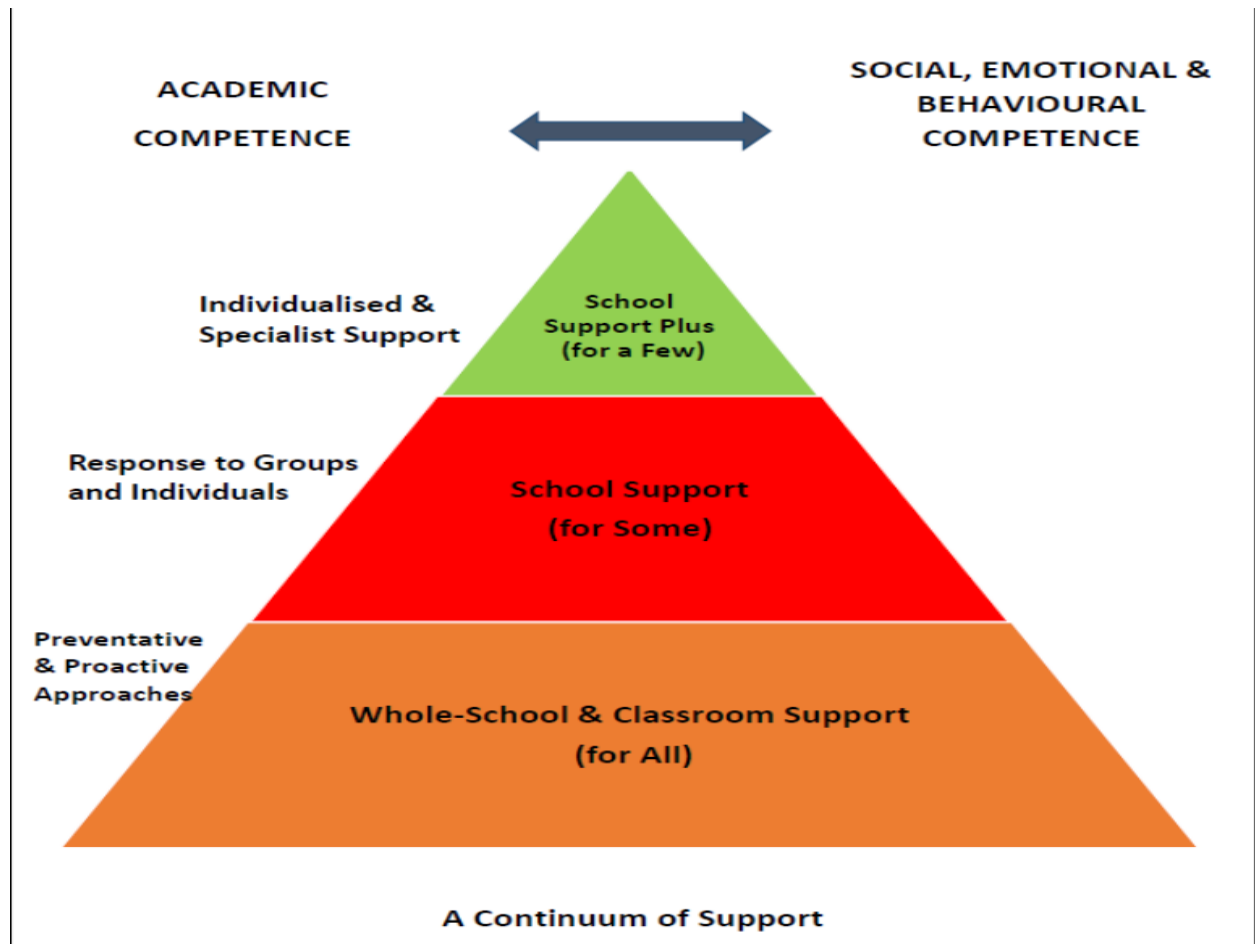 ACADEMIC
COMPETENCE
SOCIAL, EMOTIONAL &
BEHAVIOURAL
COMPETENCE
Individualised &
Specialist Support
School
Support Plus
(for a Few)
Response to Groups
and Individuals
School Support
(for Some)
Preventative
& Proactive
Approaches
Whole-School & Classroom Support
(for All)
A Continuum of Support